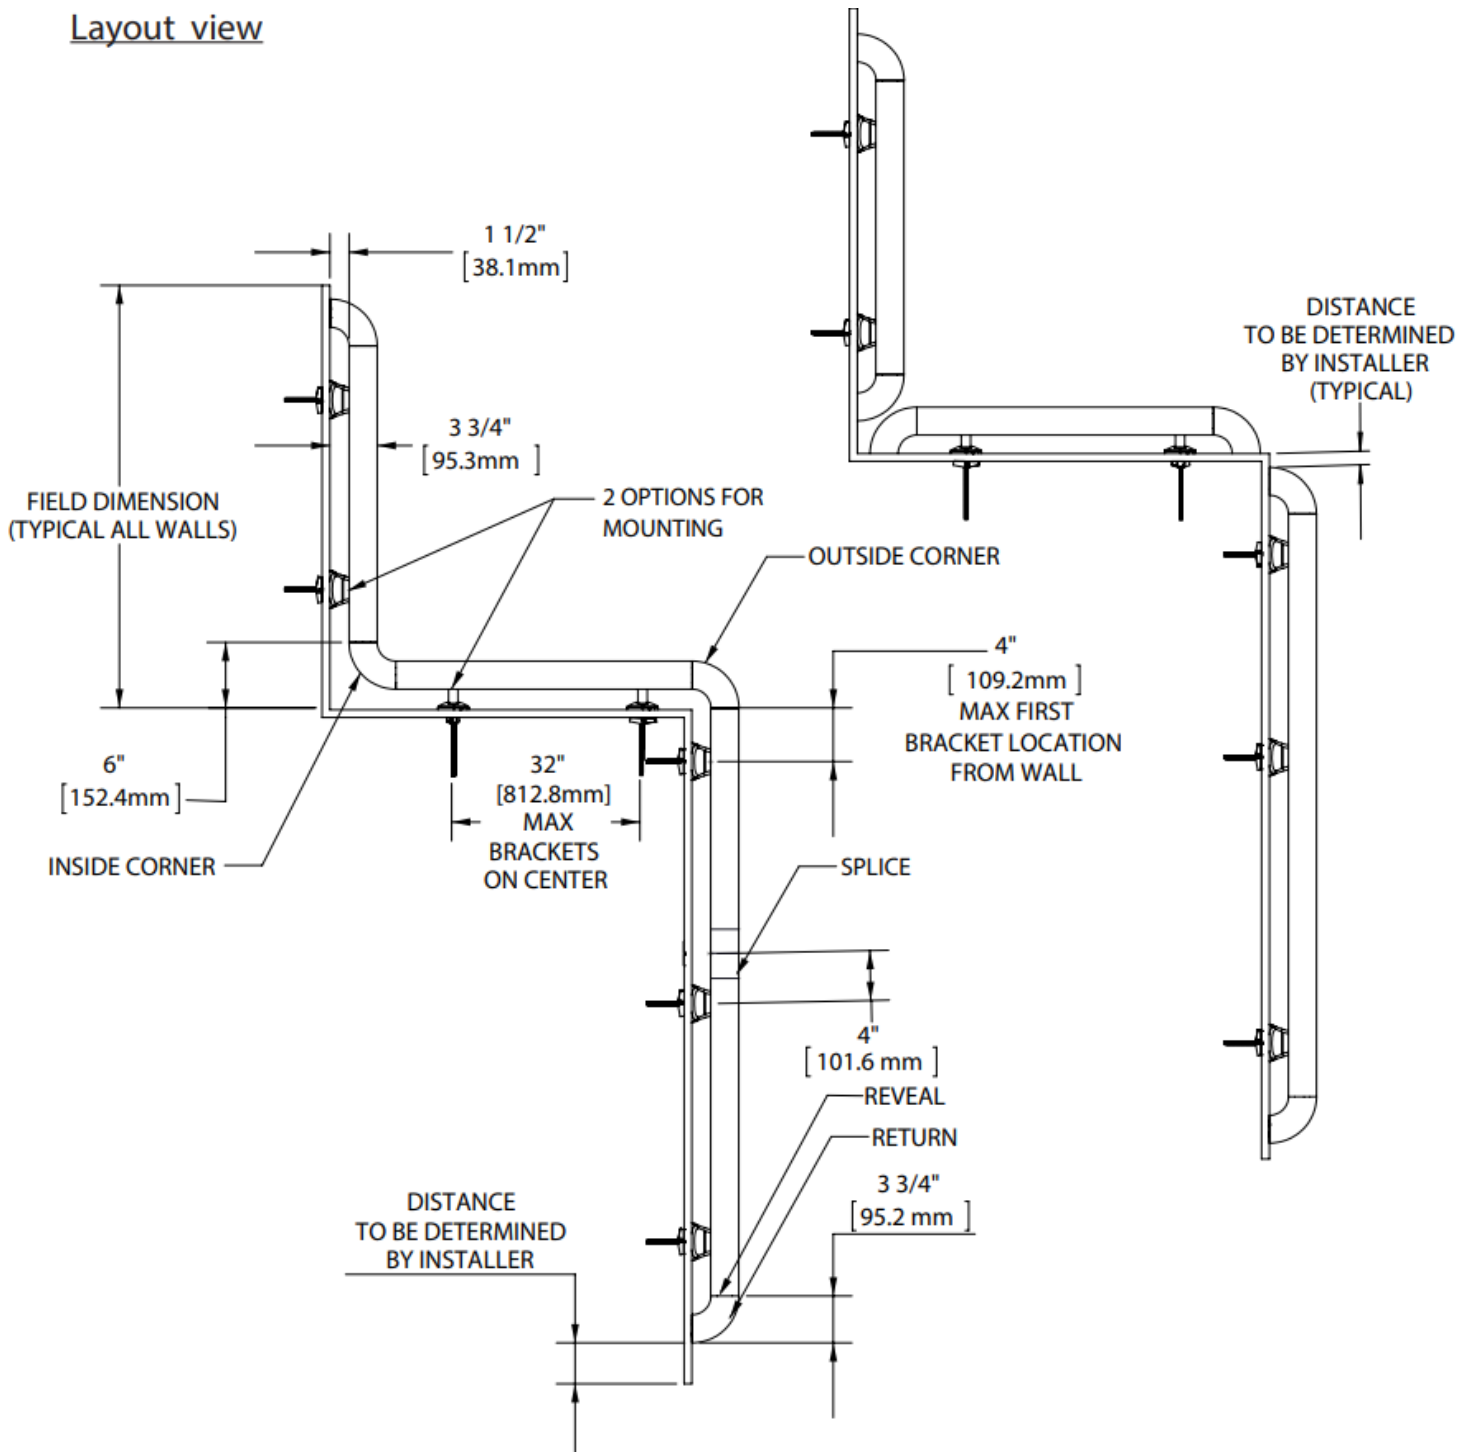 Layout view
1 1/2"
[38.1mm]
DISTANCE
TO BE DETERMINED
BY INSTALLER
(TYPICAL)
3 3/4"
[95.3mm ]
FIELD DIMENSION
(TYPICAL ALL WALLS)
2 OPTIONS FOR
MOUNTING
OUTSIDE CORNER
4"
[ 109.2mm ]
MAX FIRST
BRACKET LOCATION
FROM WALL
6"
[152.4mm ]
32"
[812.8mm]
MAX
BRACKETS
ON CENTER
INSIDE CORNER
SPLICE
4"
[ 101.6 mm ]
REVEAL
RETURN
3 3/4"
[95.2 mm ]
DISTANCE
TO BE DETERMINED
BY INSTALLER